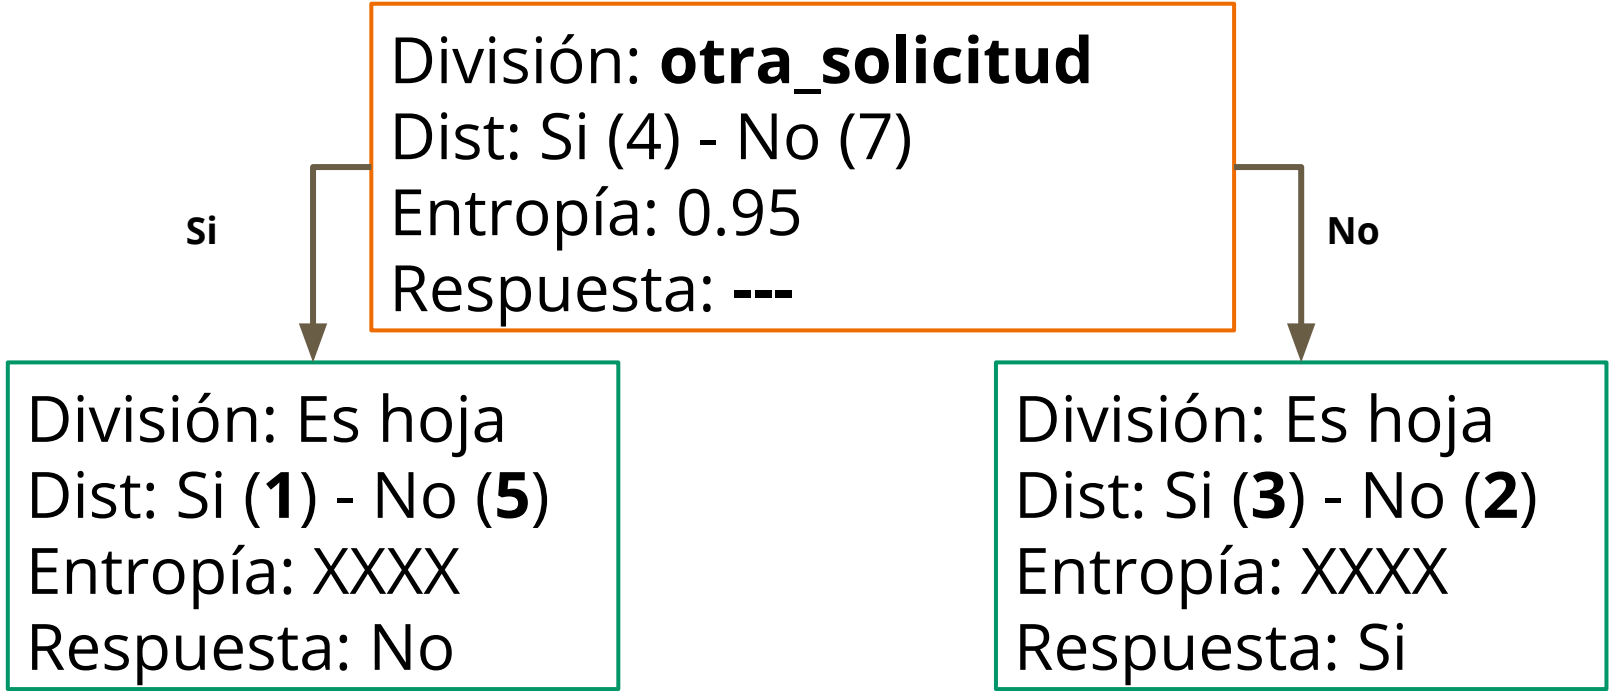 División: otra_solicitud
Dist: Si (4) - No (7)
Entropía: 0.95
Respuesta: ---
Si
No
División: Es hoja
Dist: Si (1) - No (5)
Entropía: XXXX
Respuesta: No
División: Es hoja
Dist: Si (3) - No (2)
Entropía: XXXX
Respuesta: Si